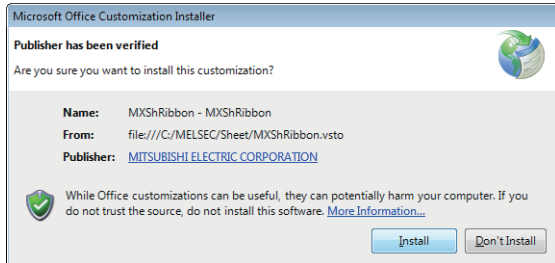 Microsoft Office Customization Installer
Publisher has been verified
Are you sure you want to install this customization?
Name: MXShRibbon - MXShRibbon
From: file:///C:/MELSEC/Sheet/MXShRibbon.vsto
Publisher: MITSUBISHI ELECTRIC CORPORATION
While Office customizations can be useful, they can potentially harm your computer. If you
do not trust the source, do not install this software. More Information...
Install Don't Install